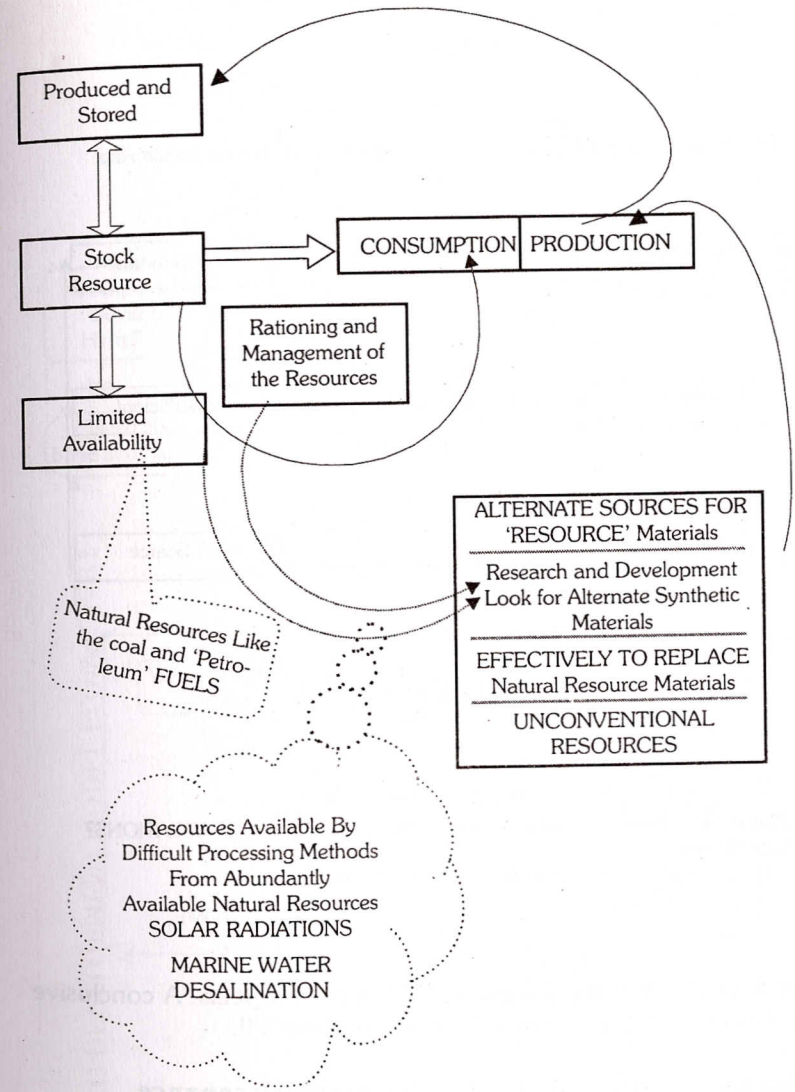 Produced and
Stored
Stock
Resource
CONSUMPTION
PRODUCTION
Rationing and
Management of
the Resources
Limited
Availability
ALTERNATE SOURCES FOR
'RESOURCE' Materials
Research and Development
Look for Alternate Synthetic
Materials
EFFECTIVELY TO REPLACE
Natural Resource Materials
UNCONVENTIONAL
RESOURCES
Natural Resources Like
the coal and 'Petro-
leum' FUELS
Resources Available By
Difficult Processing Methods
From Abundantly
Available Natural Resources
SOLAR RADIATIONS
MARINE WATER
DESALINATION